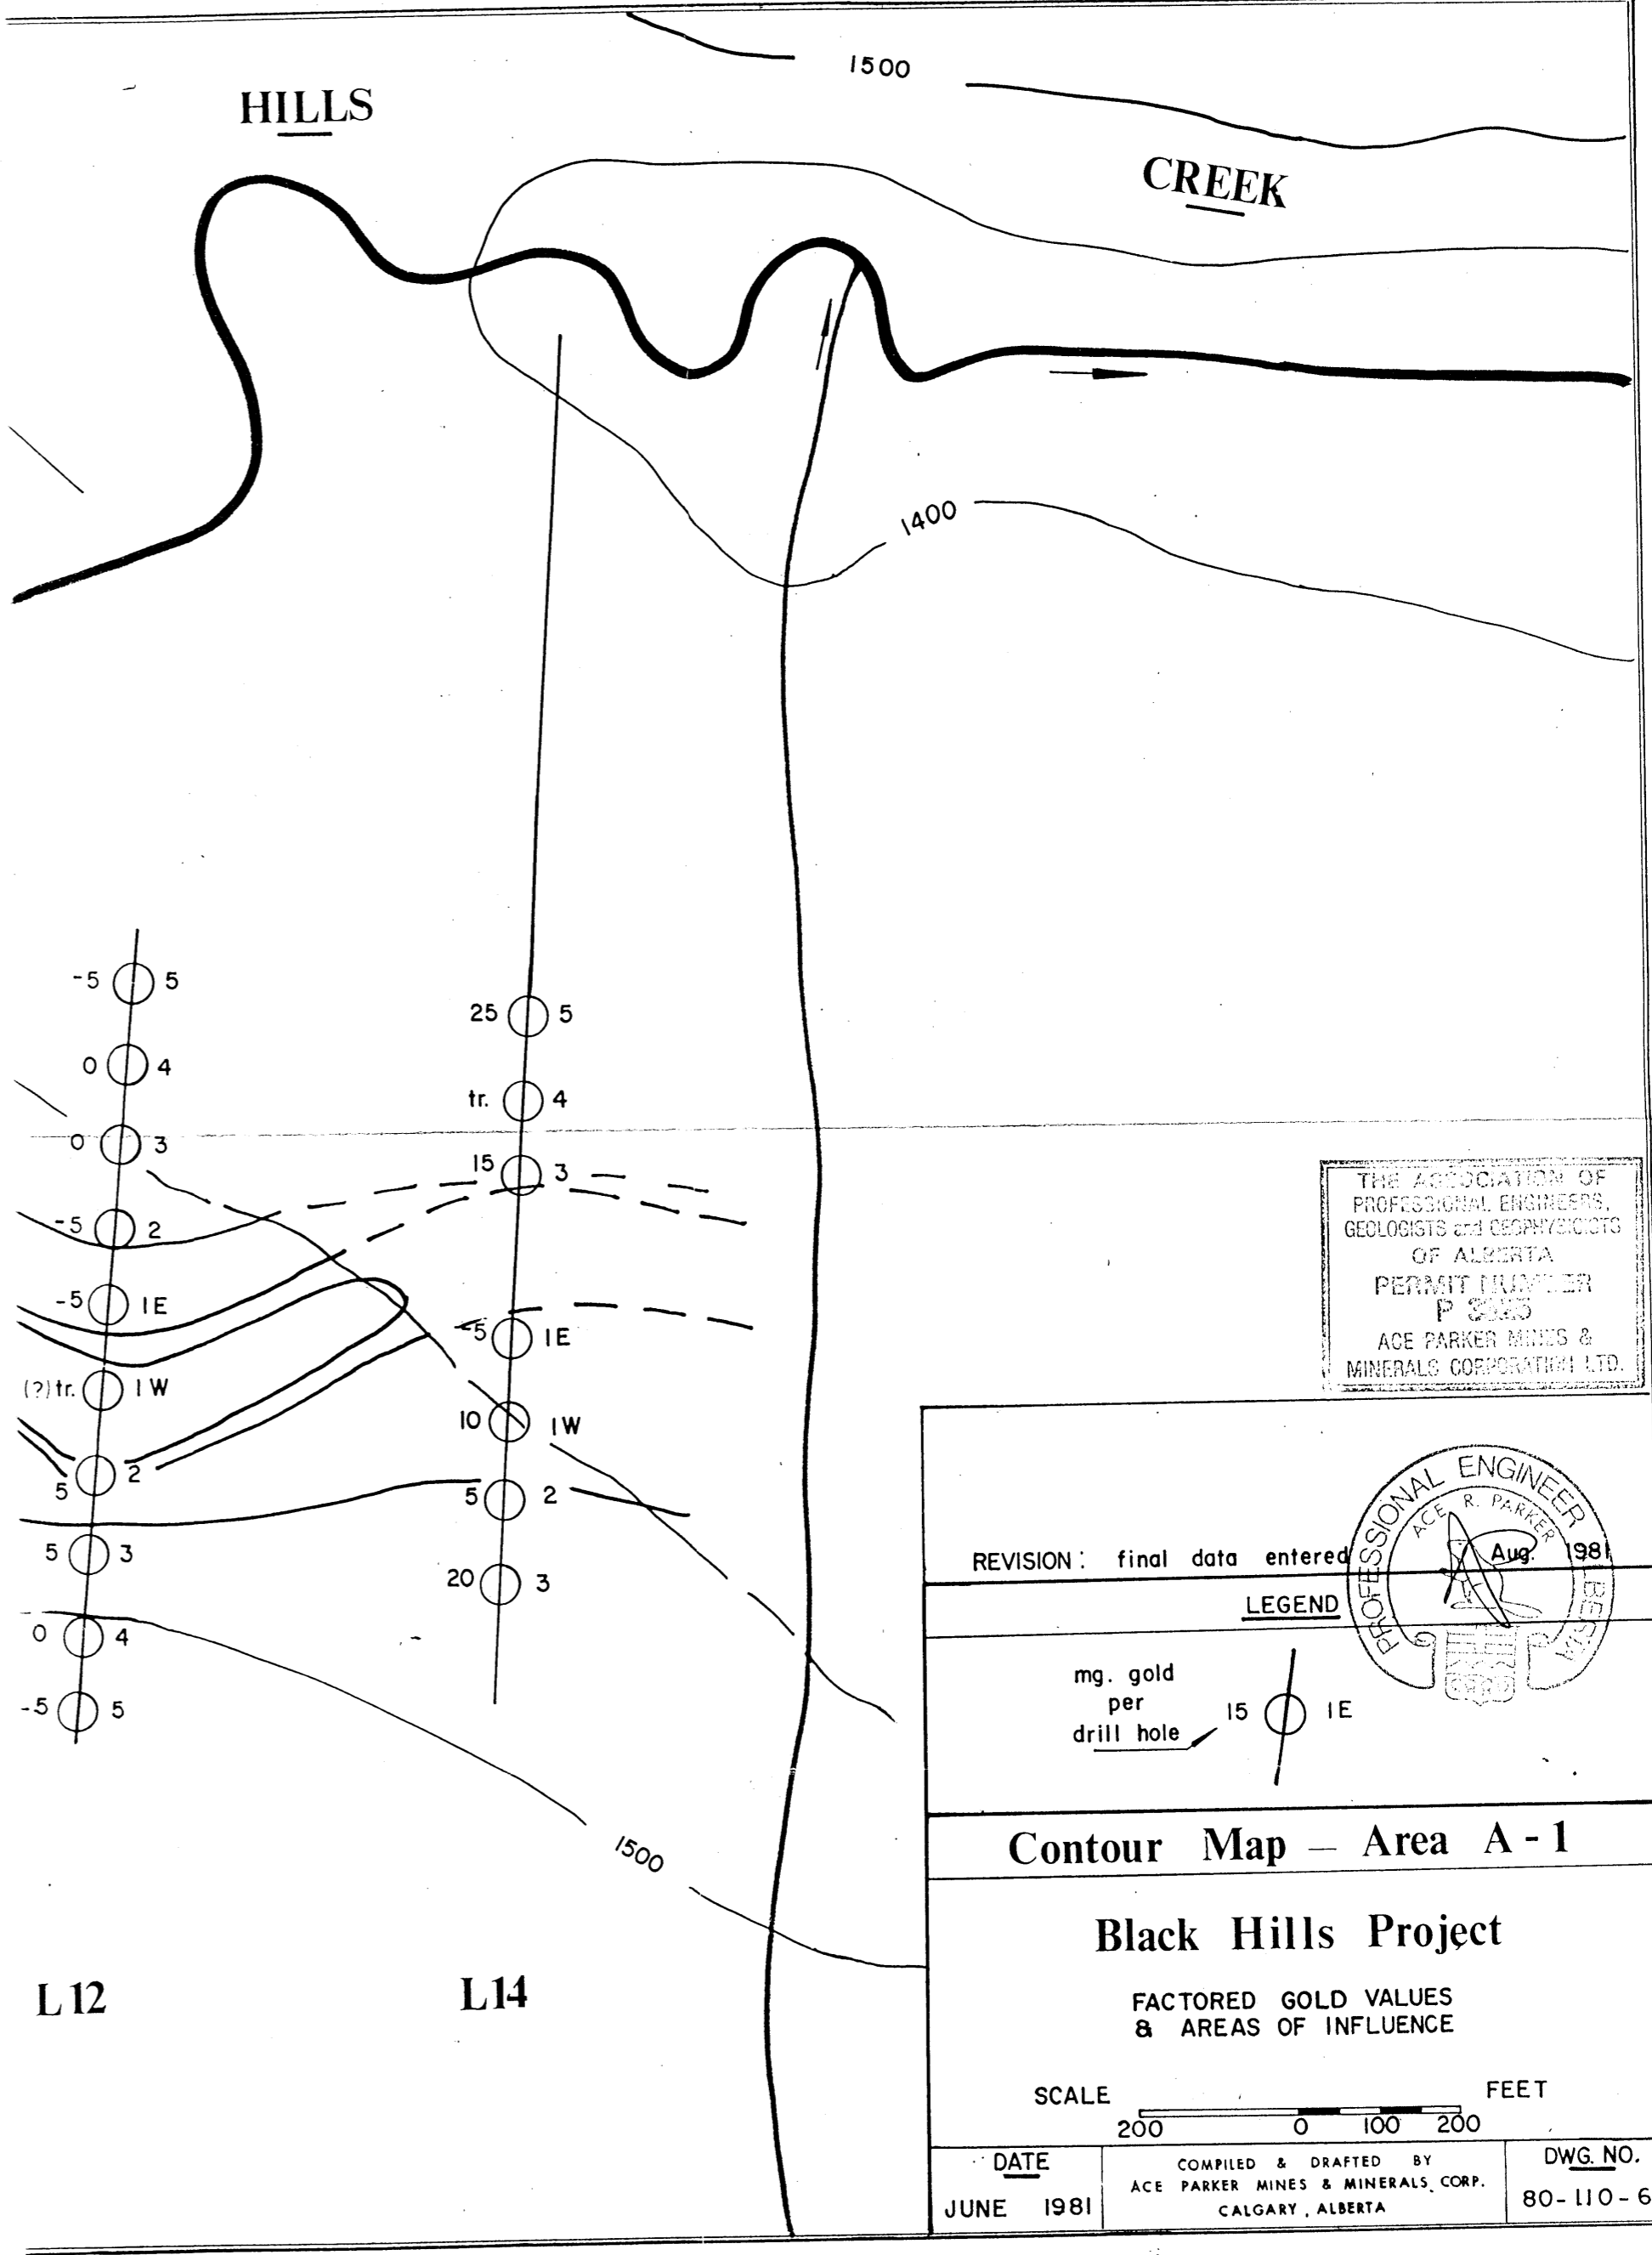 1500
HILLS
CREEK
1400
-5 5
0 4
0 3
-5 2
-5 1E
(?) tr. 1W
5 2
5 3
0 4
-5 5
25 5
tr. 4
15 3
-5 1E
10 1W
5 2
20 3
1500
L12
L14
THE ASSOCIATION OF
PROFESSIONAL ENGINEERS,
GEOLOGISTS and GEOPHYSICISTS
OF ALBERTA
PERMIT NUMBER
P
ACE PARKER MINES &
MINERALS CORPORATION LTD.
REVISION: final data entered Aug. 1981
PROFESSIONAL ENGINEER
ALBERTA
ACE R. PARKER
LEGEND
mg. gold
per
drill hole
15 1E
Contour Map – Area A-1
Black Hills Project
FACTORED GOLD VALUES
& AREAS OF INFLUENCE
SCALE FEET
200 0 100 200
DATE
JUNE 1981
COMPILED & DRAFTED BY
ACE PARKER MINES & MINERALS CORP.
CALGARY, ALBERTA
DWG. NO.
80-110-6